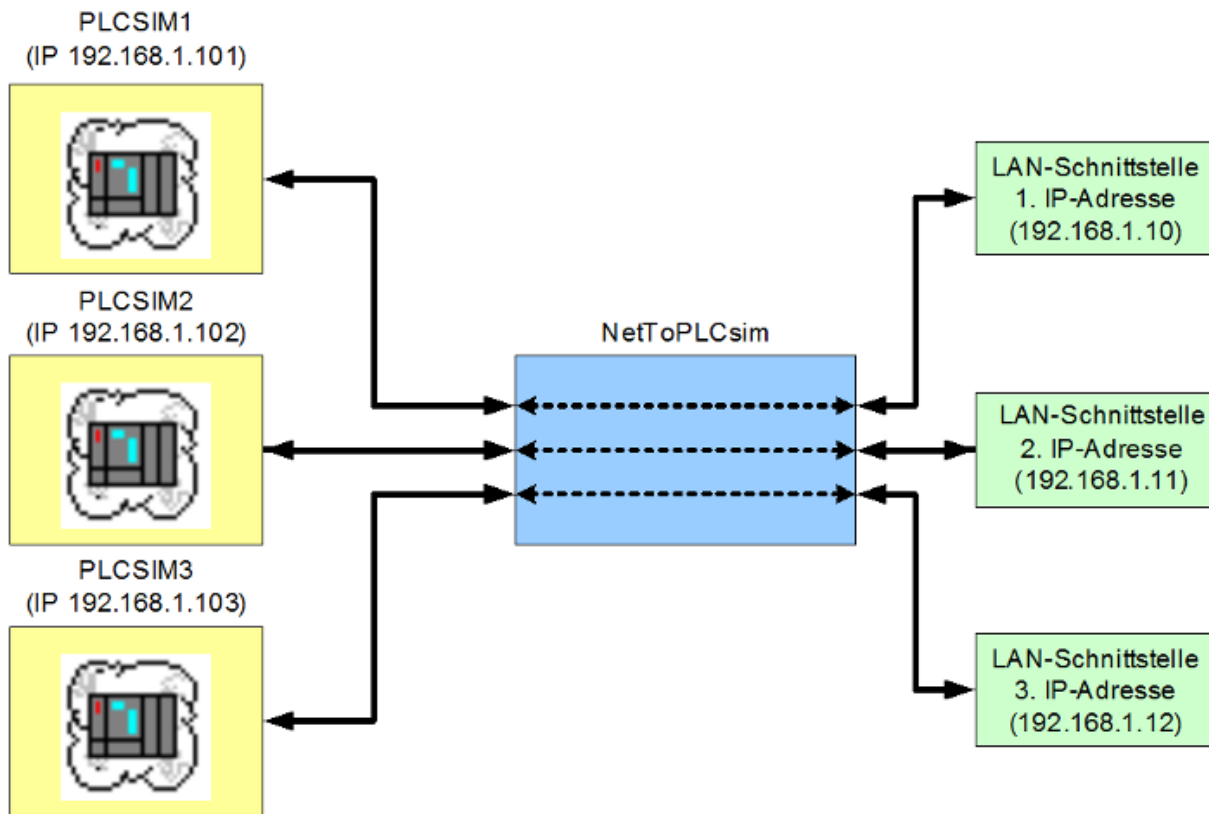 PLCSIM1
(IP 192.168.1.101)
PLCSIM2
(IP 192.168.1.102)
PLCSIM3
(IP 192.168.1.103)
NetToPLCsim
LAN-Schnittstelle
1. IP-Adresse
(192.168.1.10)
LAN-Schnittstelle
2. IP-Adresse
(192.168.1.11)
LAN-Schnittstelle
3. IP-Adresse
(192.168.1.12)